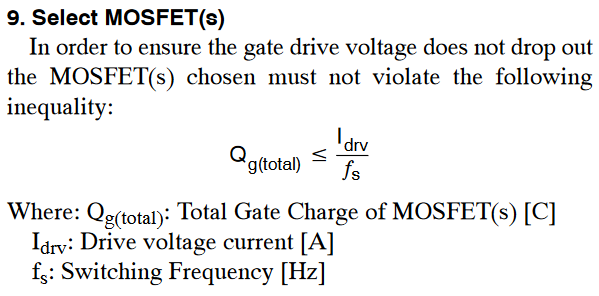 9. Select MOSFET(s)
In order to ensure the gate drive voltage does not drop out
the MOSFET(s) chosen must not violate the following
inequality:
Qg(total) ≤ Idrv / fs
Where: Qg(total): Total Gate Charge of MOSFET(s) [C]
Idrv: Drive voltage current [A]
fs: Switching Frequency [Hz]